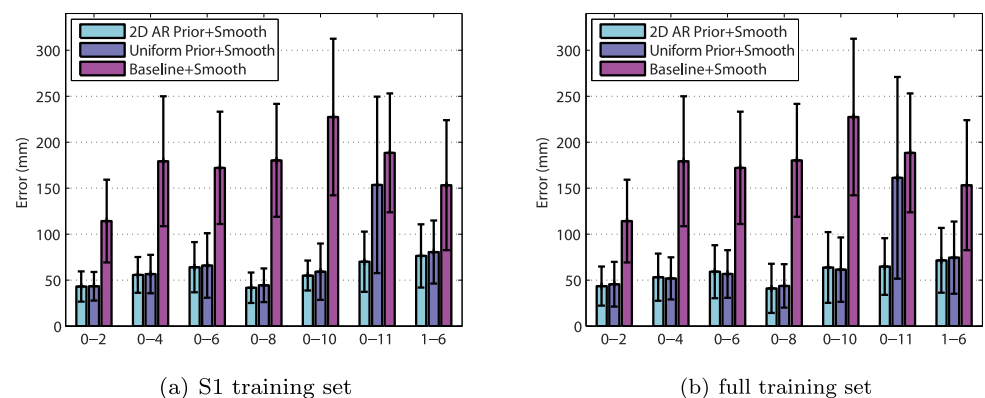 2D AR Prior+Smooth
Uniform Prior+Smooth
Baseline+Smooth
Error (mm)
300
250
200
150
100
50
0
0−2 0−4 0−6 0−8 0−10 0−11 1−6
(a) S1 training set
2D AR Prior+Smooth
Uniform Prior+Smooth
Baseline+Smooth
Error (mm)
300
250
200
150
100
50
0
0−2 0−4 0−6 0−8 0−10 0−11 1−6
(b) full training set